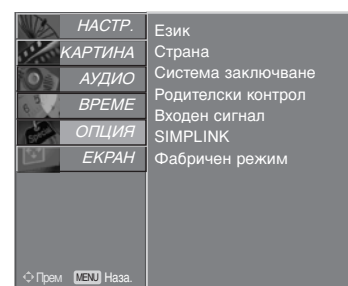 НАСТР.
КАРТИНА
АУДИО
ВРЕМЕ
ОПЦИЯ
ЕКРАН
Език
Страна
Система заключване
Родителски контрол
Входен сигнал
SIMPLINK
Фабричен режим
Прем MENU Наза.